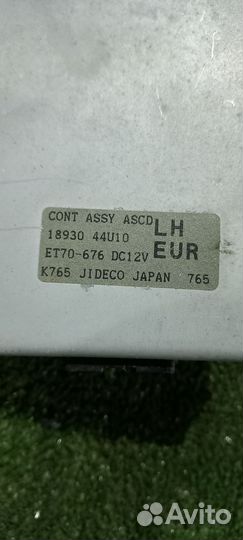 CONT ASSY ASCD LH
18930 44U10
ET70-676 DC12V EUR
K765 JIDECO JAPAN 765
Avito